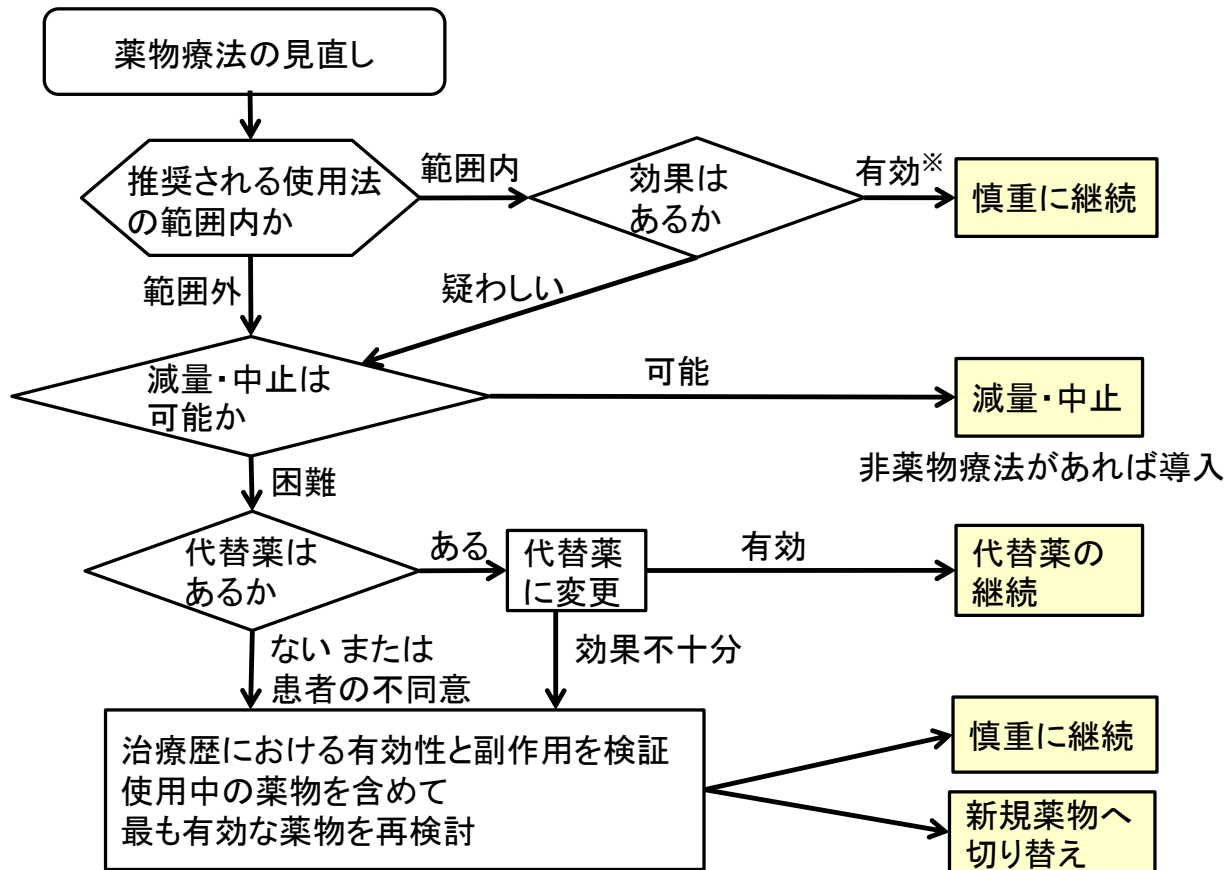 薬物療法の見直し
推奨される使用法
の範囲内か
範囲内
効果は
あるか
有効※
慎重に継続
範囲外
疑わしい
減量・中止は
可能か
可能
減量・中止
非薬物療法があれば導入
困難
代替薬は
あるか
ある
代替薬
に変更
有効
代替薬の
継続
ない または
患者の不同意
効果不十分
治療歴における有効性と副作用を検証
使用中の薬物を含めて
最も有効な薬物を再検討
慎重に継続
新規薬物へ
切り替え